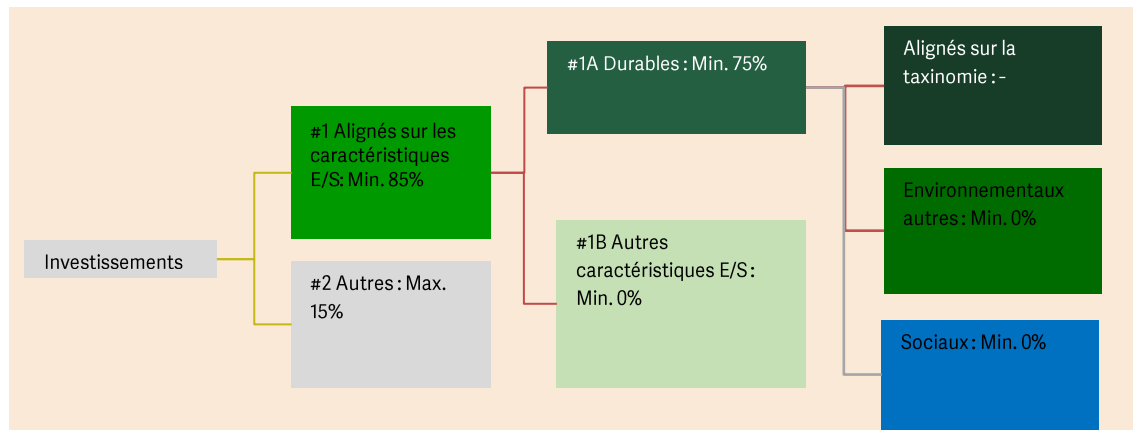 Investissements
#1 Alignés sur les
caractéristiques
E/S: Min. 85%
#2 Autres : Max.
15%
#1A Durables : Min. 75%
#1B Autres
caractéristiques E/S :
Min. 0%
Alignés sur la
taxinomie : -
Environnementaux
autres : Min. 0%
Sociaux : Min. 0%